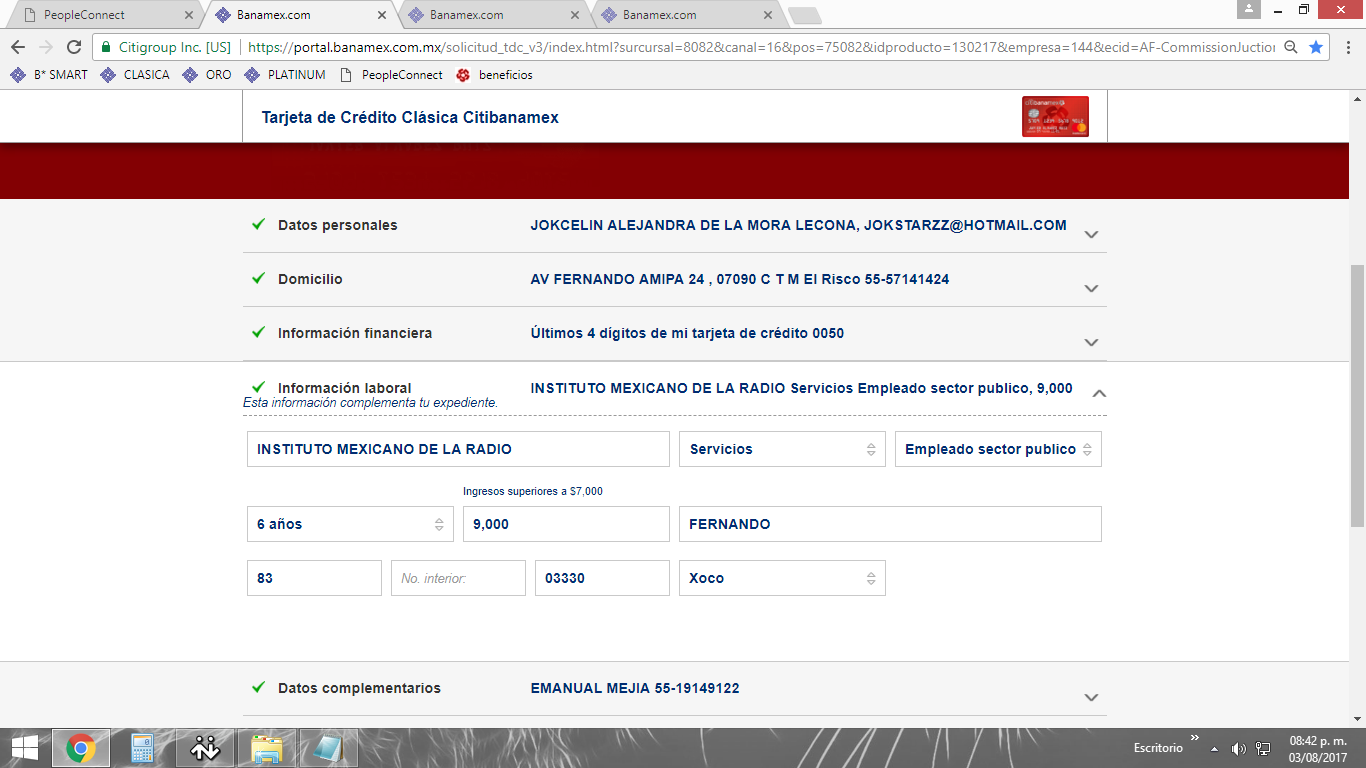 PeopleConnect
Banamex.com
Banamex.com
Banamex.com
Citigroup Inc. [US]
https://portal.banamex.com.mx/solicitud_tdc_v3/index.html?sursural=8082&canal=16&pos=75082&idproducto=130217&empresa=144&ecid=AF-CommissionJuctior
B* SMART
CLASICA
ORO
PLATINUM
PeopleConnect
beneficios
Tarjeta de Crédito Clásica Citibanamex
citibanamex
Datos personales
JOKCELIN ALEJANDRA DE LA MORA LECONA, JOKSTARZZ@HOTMAIL.COM
Domicilio
AV FERNANDO AMIPA 24 , 07090 C T M El Risco 55-57141424
Información financiera
Últimos 4 dígitos de mi tarjeta de crédito 0050
Información laboral
INSTITUTO MEXICANO DE LA RADIO Servicios Empleado sector publico, 9,000
Esta información complementa tu expediente.
INSTITUTO MEXICANO DE LA RADIO
Servicios
Empleado sector publico
Ingresos superiores a $7,000
6 años
9,000
FERNANDO
83
No. interior:
03330
Xoco
Datos complementarios
EMANUAL MEJIA 55-19149122
Escritorio
08:42 p. m.
03/08/2017